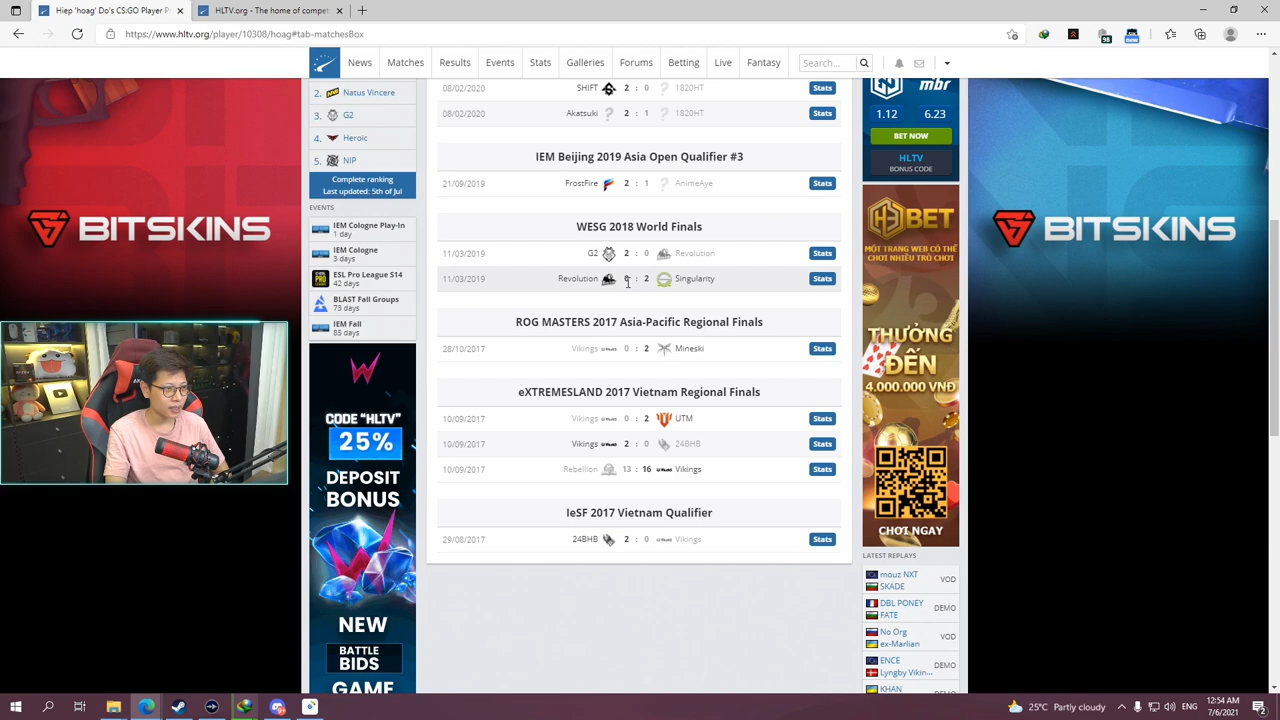 Hiep 'hoag' Do's CS:GO Player P
HLTV.org - The home of competi
https://www.hltv.org/player/10308/hoag#tab-matchesBox
98
new
News
Matches
Results
Events
Stats
Galleries
Forums
Betting
Live
Fantasy
Search...
2. Natus Vincere
3. G2
4. Heroic
5. NIP
Complete ranking
Last updated: 5th of Jul
EVENTS
IEM Cologne Play-In
1 day
IEM Cologne
3 days
ESL Pro League S14
42 days
BLAST Fall Groups
73 days
IEM Fall
85 days
CODE "HLTV"
25%
DEPOSIT
BONUS
NEW
BATTLE
BIDS
GAME
08/02/2020 SHIFT 2 : 0 1820HT Stats
08/02/2020 Akatsuki 2 : 1 1820HT Stats
IEM Beijing 2019 Asia Open Qualifier #3
21/09/2019 FrostFire 2 : 1 AnimeAye Stats
WESG 2018 World Finals
11/03/2019 G2 2 : 0 Revolution Stats
11/03/2019 Revolution 0 : 2 Singularity Stats
ROG MASTERS 2017 Asia-Pacific Regional Finals
28/10/2017 Vikings 0 : 2 Mineski Stats
eXTREMESLAND 2017 Vietnam Regional Finals
10/09/2017 Vikings 0 : 2 UTM Stats
10/09/2017 Vikings 2 : 0 24BHB Stats
10/09/2017 Rebellion 13 : 16 Vikings Stats
IeSF 2017 Vietnam Qualifier
29/08/2017 24BHB 2 : 0 Vikings Stats
mbr
1.12 6.23
BET NOW
HLTV
BONUS CODE
H3BET
MỘT TRANG WEB CÓ THỂ
CHƠI NHIỀU TRÒ CHƠI
THƯỞNG
ĐẾN
4.000.000 VNĐ
CHƠI NGAY
LATEST REPLAYS
mouz NXT
SKADE
VOD
DBL PONEY
FATE
DEMO
No Org
ex-Marlian
VOD
ENCE
Lyngby Vikin...
DEMO
KHAN
BITSKINS
BITSKINS
25°C Partly cloudy
12:54 AM
7/6/2021
2